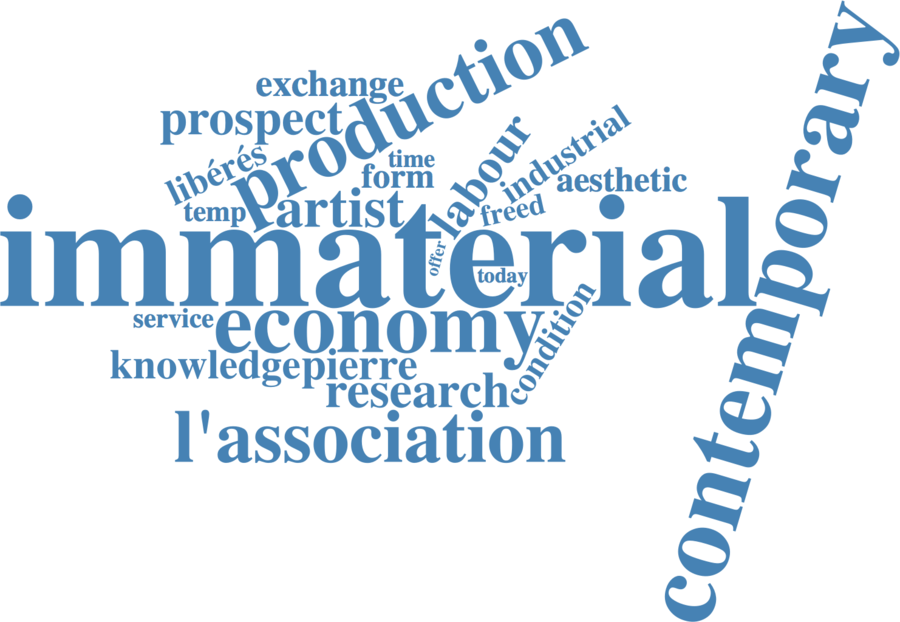 contemporary
production
exchange
prospect
libérés
time
form
labour
industrial
aesthetic
temp
artist
freed
immaterial
offer
today
service
economy
condition
knowledge
pierre
research
l'association